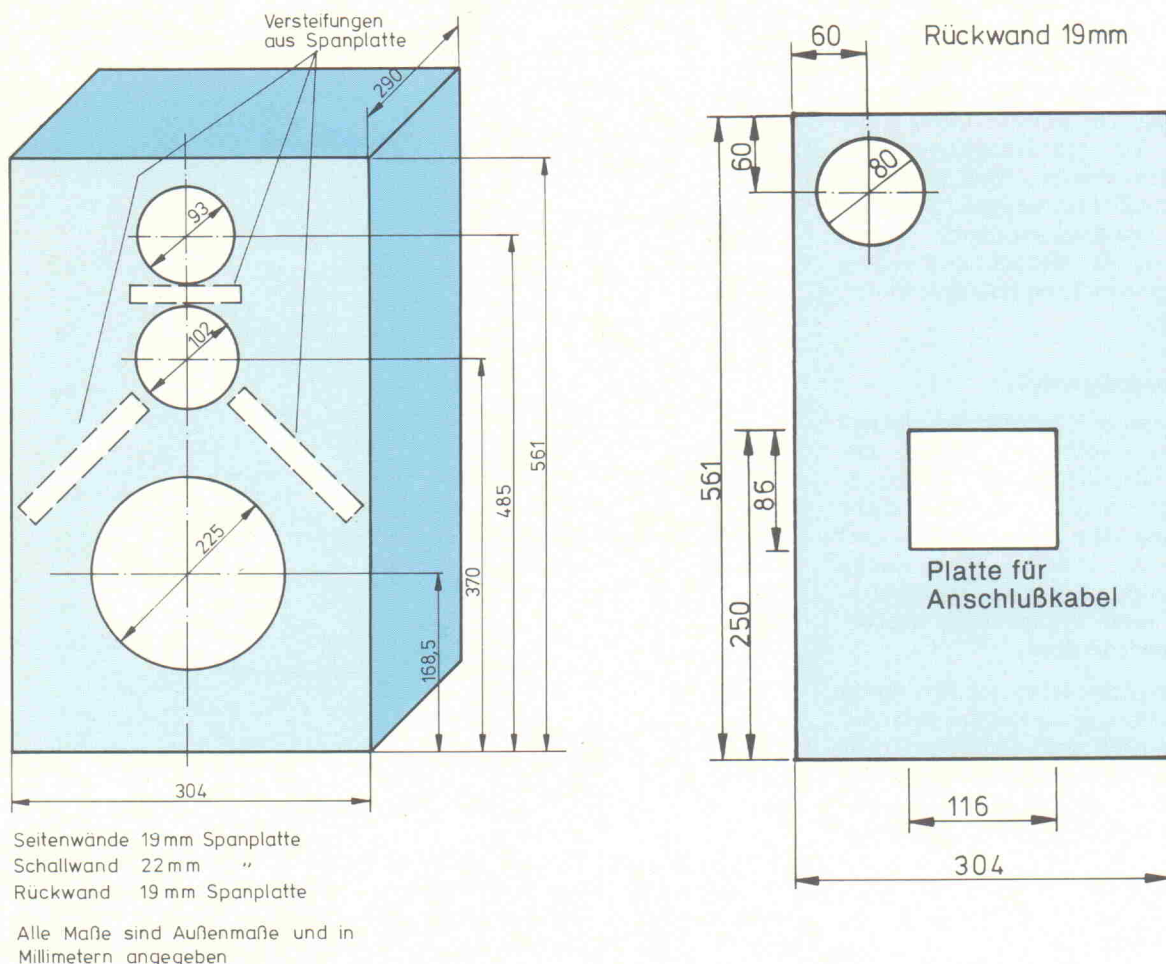 Versteifungen
aus Spanplatte
290
93
102
225
168,5
370
485
561
304
Seitenwände 19mm Spanplatte
Schallwand 22mm "
Rückwand 19mm Spanplatte
Alle Maße sind Außenmaße und in
Millimetern angegeben
60
Rückwand 19mm
60
80
561
86
250
Platte für
Anschlußkabel
116
304